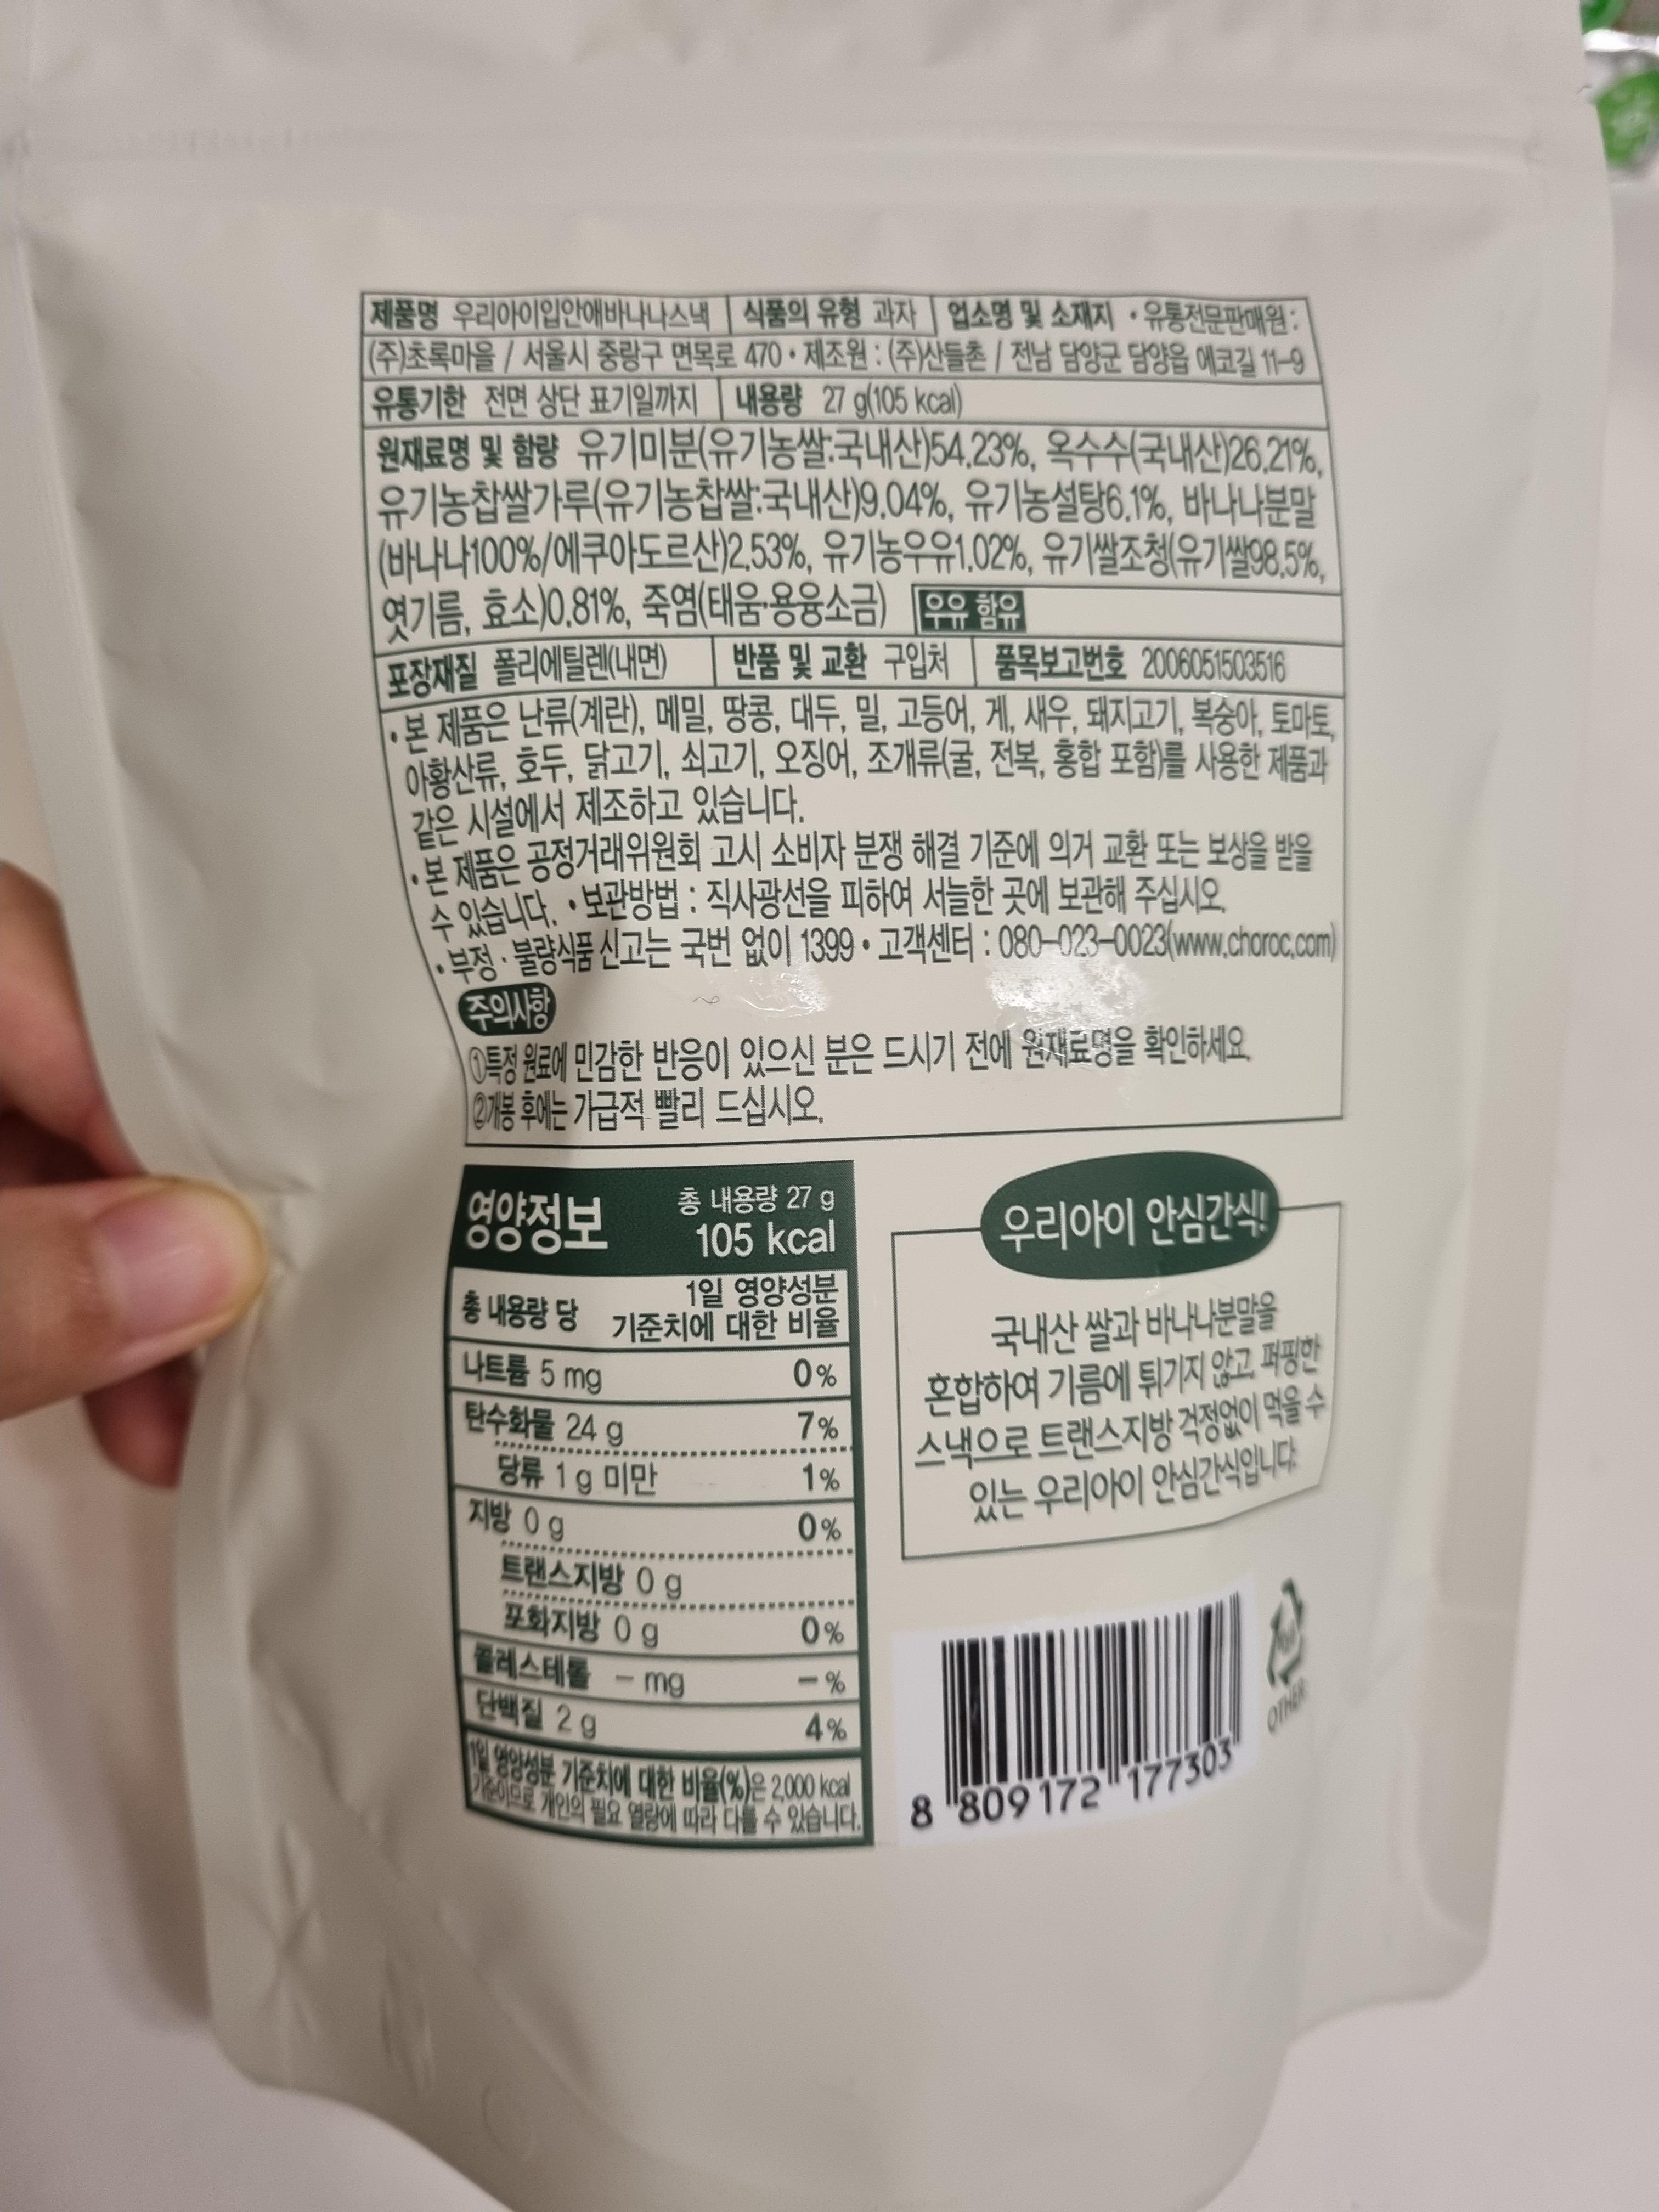 제품명 우리아이입안애바나나스낵 식품의 유형 과자 업소명 및 소재지 • 유통전문판매원 :
(주)초록마을 / 서울시 중랑구 면목로 470 • 제조원 : (주)산들촌 / 전남 담양군 담양읍 에코길 11-9
유통기한 전면 상단 표기일까지 내용량 27 g(105 kcal)
원재료명 및 함량 유기미분(유기농쌀:국내산)54.23%, 옥수수(국내산)26.21%,
유기농찹쌀가루(유기농찹쌀:국내산)9.04%, 유기농설탕6.1%, 바나나분말
(바나나100%/에쿠아도르산)2.53%, 유기농우유1.02%, 유기쌀조청(유기쌀98.5%,
엿기름, 효소)0.81%, 죽염(태움·용융소금) 우유 함유
포장재질 폴리에틸렌(내면) 반품 및 교환 구입처 품목보고번호 2006051503516
• 본 제품은 난류(계란), 메밀, 땅콩, 대두, 밀, 고등어, 게, 새우, 돼지고기, 복숭아, 토마토,
아황산류, 호두, 닭고기, 쇠고기, 오징어, 조개류(굴, 전복, 홍합 포함)를 사용한 제품과
같은 시설에서 제조하고 있습니다.
• 본 제품은 공정거래위원회 고시 소비자 분쟁 해결 기준에 의거 교환 또는 보상을 받을
수 있습니다. • 보관방법 : 직사광선을 피하여 서늘한 곳에 보관해 주십시오.
• 부정·불량식품 신고는 국번 없이 1399 • 고객센터 : 080-023-0023(www.choroc.com)
주의사항
①특정 원료에 민감한 반응이 있으신 분은 드시기 전에 원재료명을 확인하세요.
②개봉 후에는 가급적 빨리 드십시오.
영양정보 총 내용량 27 g
105 kcal
총 내용량 당 1일 영양성분
기준치에 대한 비율
나트륨 5 mg 0%
탄수화물 24 g 7%
당류 1 g 미만 1%
지방 0 g 0%
트랜스지방 0 g
포화지방 0 g 0%
콜레스테롤 – mg –%
단백질 2 g 4%
1일 영양성분 기준치에 대한 비율(%)은 2,000 kcal
기준이므로 개인의 필요 열량에 따라 다를 수 있습니다.
우리아이 안심간식!
국내산 쌀과 바나나분말을
혼합하여 기름에 튀기지 않고, 퍼핑한
스낵으로 트랜스지방 걱정없이 먹을 수
있는 우리아이 안심간식입니다.
8 809172 177303
OTHER